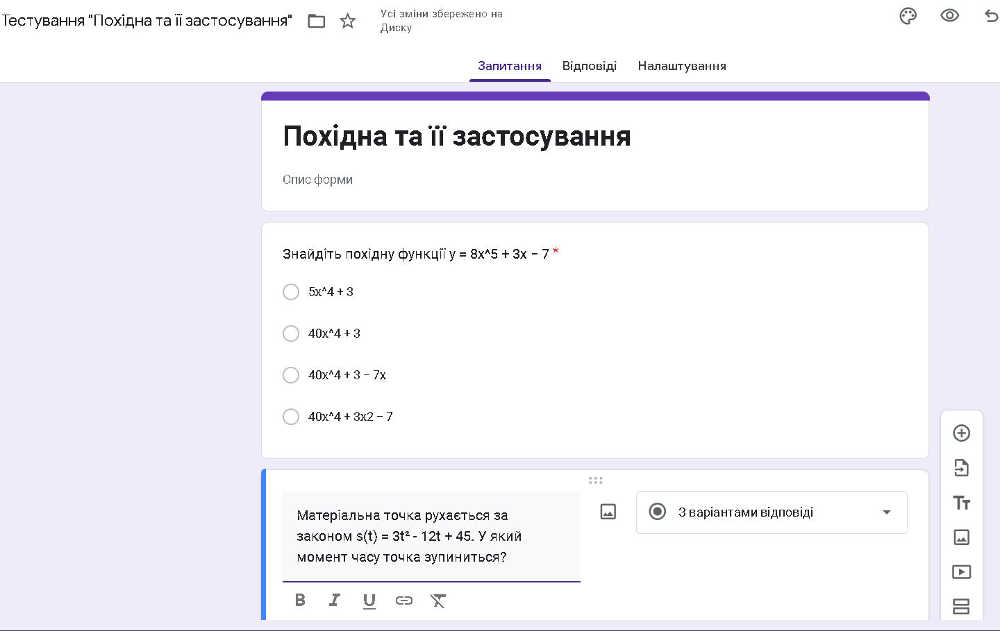 Тестування "Похідна та її застосування"
Усі зміни збережено на
Диску
Запитання Відповіді Налаштування
Похідна та її застосування
Опис форми
Знайдіть похідну функції y = 8x^5 + 3x − 7 *
5x^4 + 3
40x^4 + 3
40x^4 + 3 − 7x
40x^4 + 3x2 − 7
Матеріальна точка рухається за
законом s(t) = 3t² - 12t + 45. У який
момент часу точка зупиниться?
З варіантами відповіді
B I U
Tт